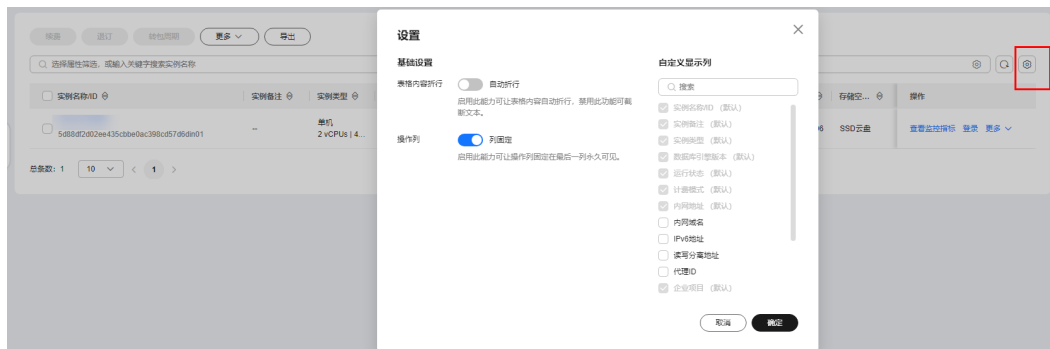 续费 退订 转包周期 更多 导出
选择属性筛选，或输入关键字搜索实例名称
实例名称/ID 实例备注 实例类型 存储空... 操作
5d88df2d02ee435cbbe0ac398cd57d6din01 -- 单机
2 vCPUs | 4... SSD云盘 查看监控指标 登录 更多
总条数: 1 10 < 1 >
设置
基础设置
表格内容折行 自动折行
启用此能力可让表格内容自动折行，禁用此功能可截
断文本。
操作列 列固定
启用此能力可让操作列固定在最后一列永久可见。
自定义显示列
搜索
实例名称/ID (默认)
实例备注 (默认)
实例类型 (默认)
数据库引擎版本 (默认)
运行状态 (默认)
计费模式 (默认)
内网地址 (默认)
内网域名
IPv6地址
读写分离地址
代理ID
企业项目 (默认)
取消 确定